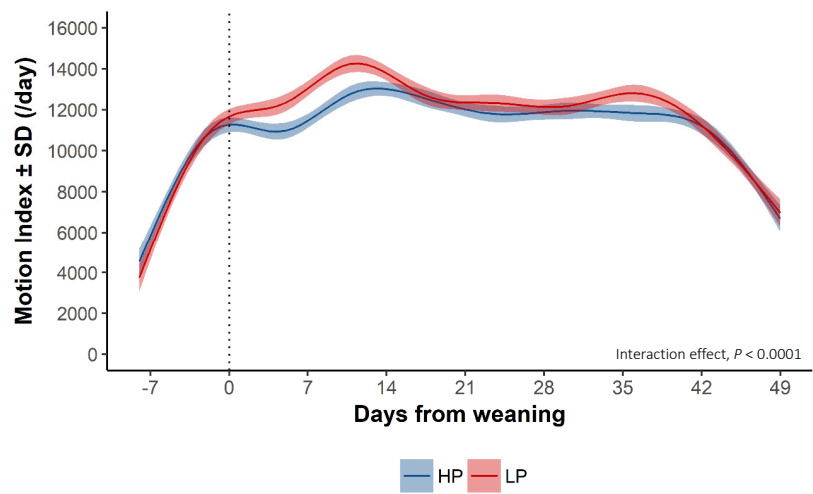 Motion Index ± SD (/day)
16000
14000
12000
10000
8000
6000
4000
2000
0
Interaction effect, P < 0.0001
-7 0 7 14 21 28 35 42 49
Days from weaning
HP LP